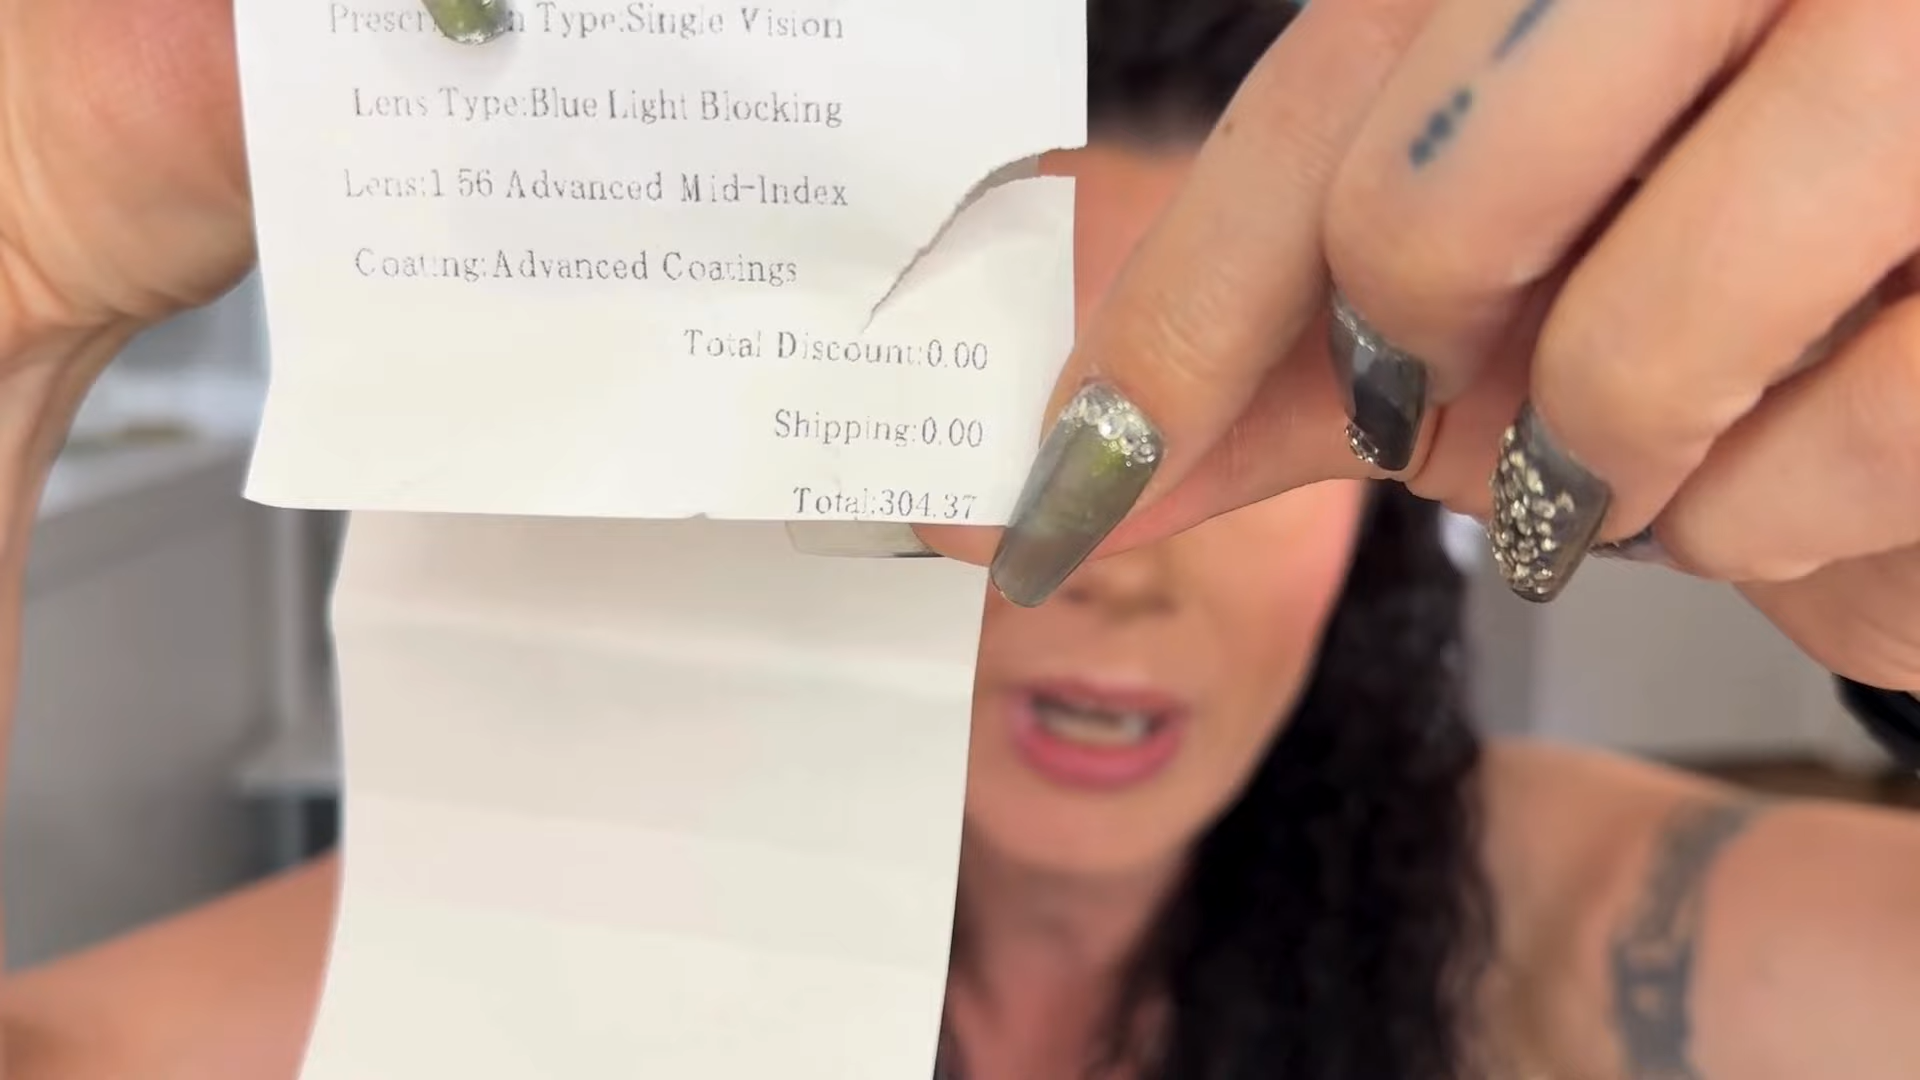 Type:Single Vision
Lens Type:Blue Light Blocking
Lens:1 56 Advanced Mid-Index
Coating:Advanced Coatings
Total Discount:0.00
Shipping:0.00
Total:304.37